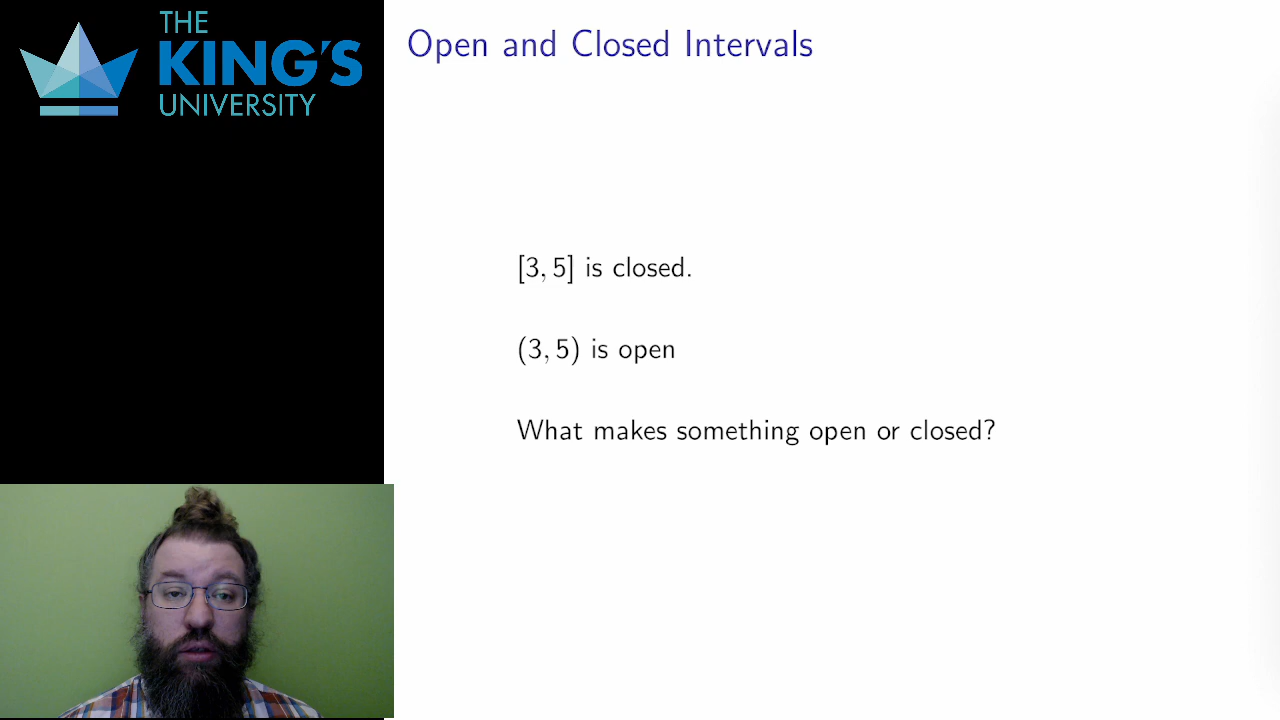 THE
KING'S
UNIVERSITY
Open and Closed Intervals
[3, 5] is closed.
(3, 5) is open
What makes something open or closed?